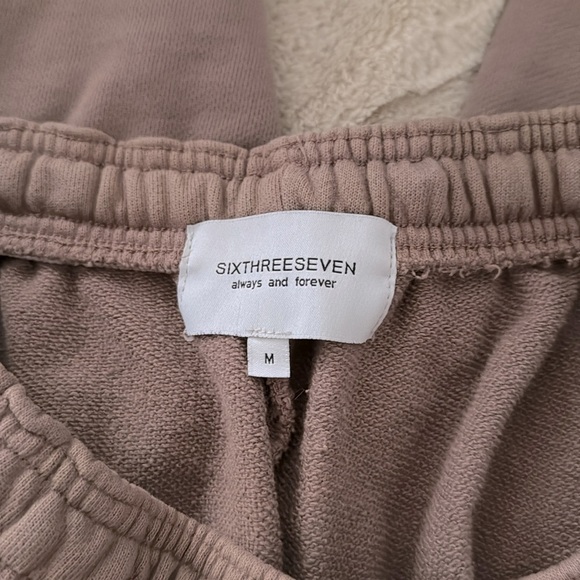 SIXTHREESEVEN
always and forever
M